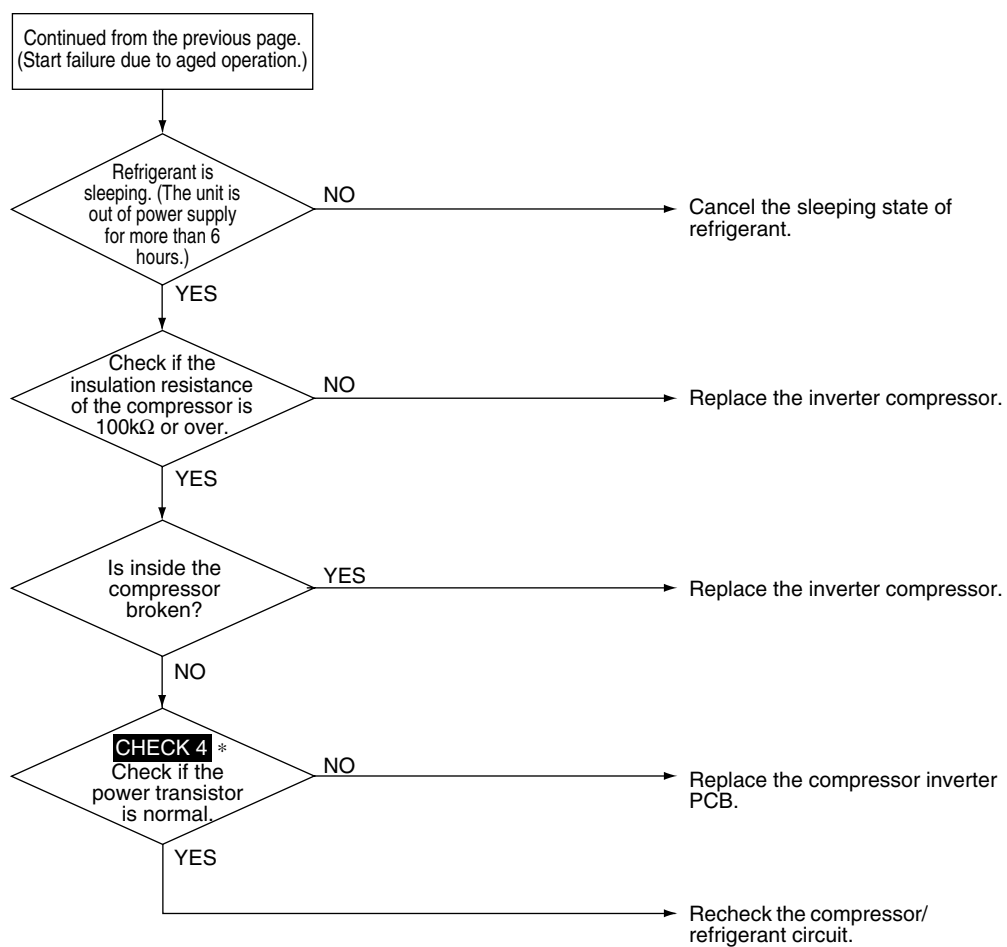 Continued from the previous page.
(Start failure due to aged operation.)
Refrigerant is
sleeping. (The unit is
out of power supply
for more than 6
hours.)
NO
Cancel the sleeping state of
refrigerant.
YES
Check if the
insulation resistance
of the compressor is
100kΩ or over.
NO
Replace the inverter compressor.
YES
Is inside the
compressor
broken?
YES
Replace the inverter compressor.
NO
CHECK 4 *
Check if the
power transistor
is normal.
NO
Replace the compressor inverter
PCB.
YES
Recheck the compressor/
refrigerant circuit.